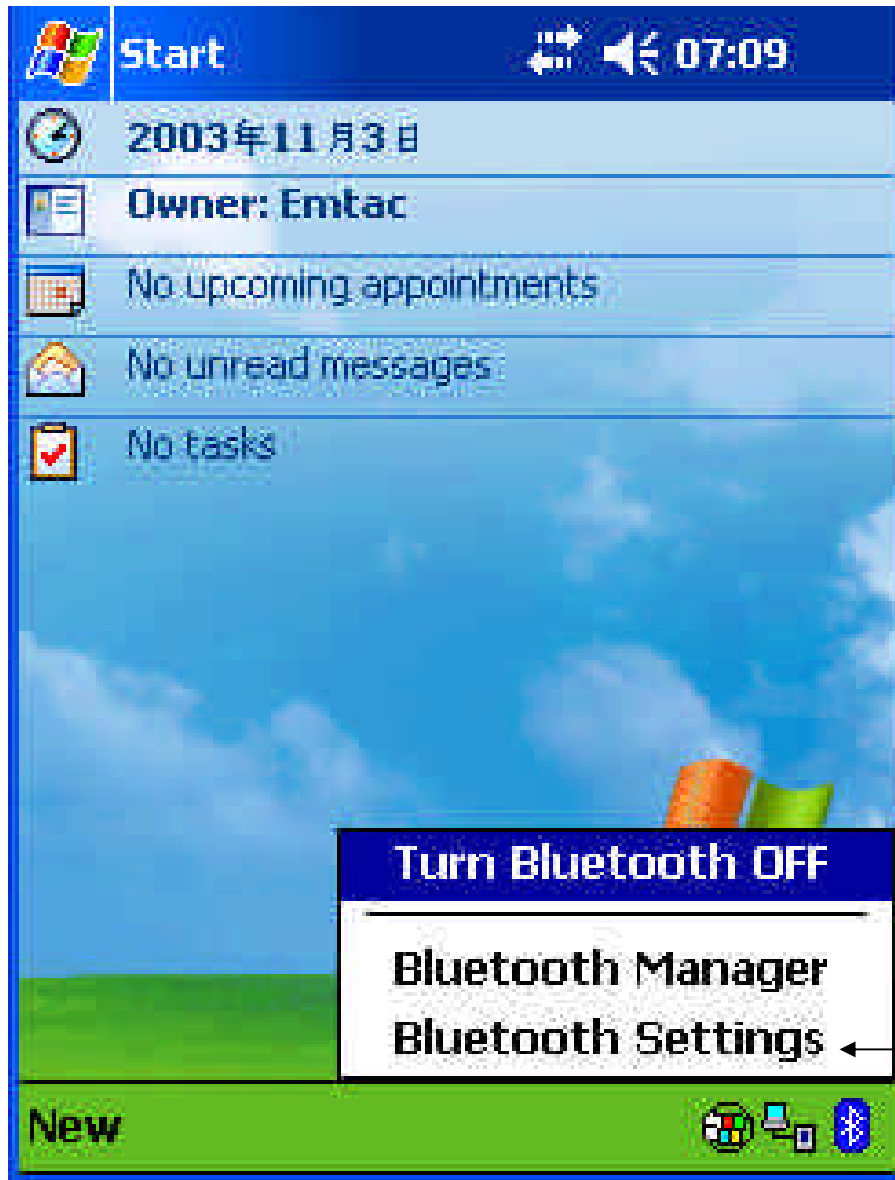 Start 07:09
2003年11月3日
Owner: Emtac
No upcoming appointments
No unread messages
No tasks
Turn Bluetooth OFF
Bluetooth Manager
Bluetooth Settings
New